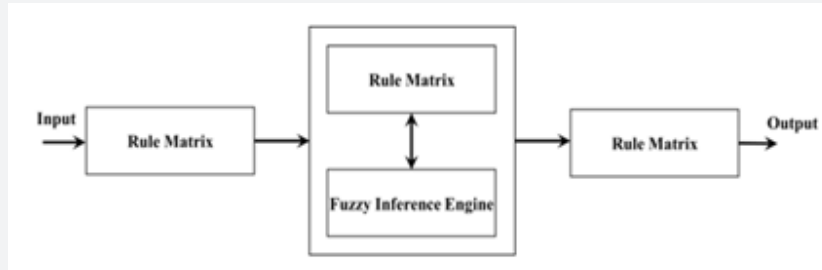 Input
Rule Matrix
Rule Matrix
Fuzzy Inference Engine
Rule Matrix
Output